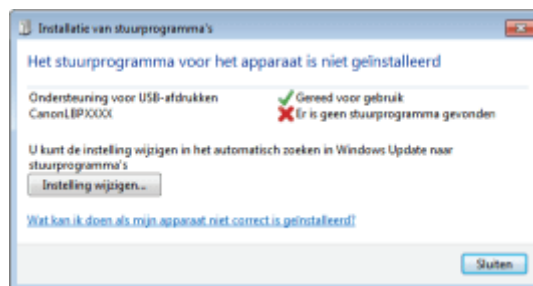 Installatie van stuurprogramma's
Het stuurprogramma voor het apparaat is niet geïnstalleerd
Ondersteuning voor USB-afdrukken Gereed voor gebruik
CanonLBPXXXX Er is geen stuurprogramma gevonden
U kunt de instelling wijzigen in het automatisch zoeken in Windows Update naar
stuurprogramma's
Instelling wijzigen...
Wat kan ik doen als mijn apparaat niet correct is geïnstalleerd?
Sluiten